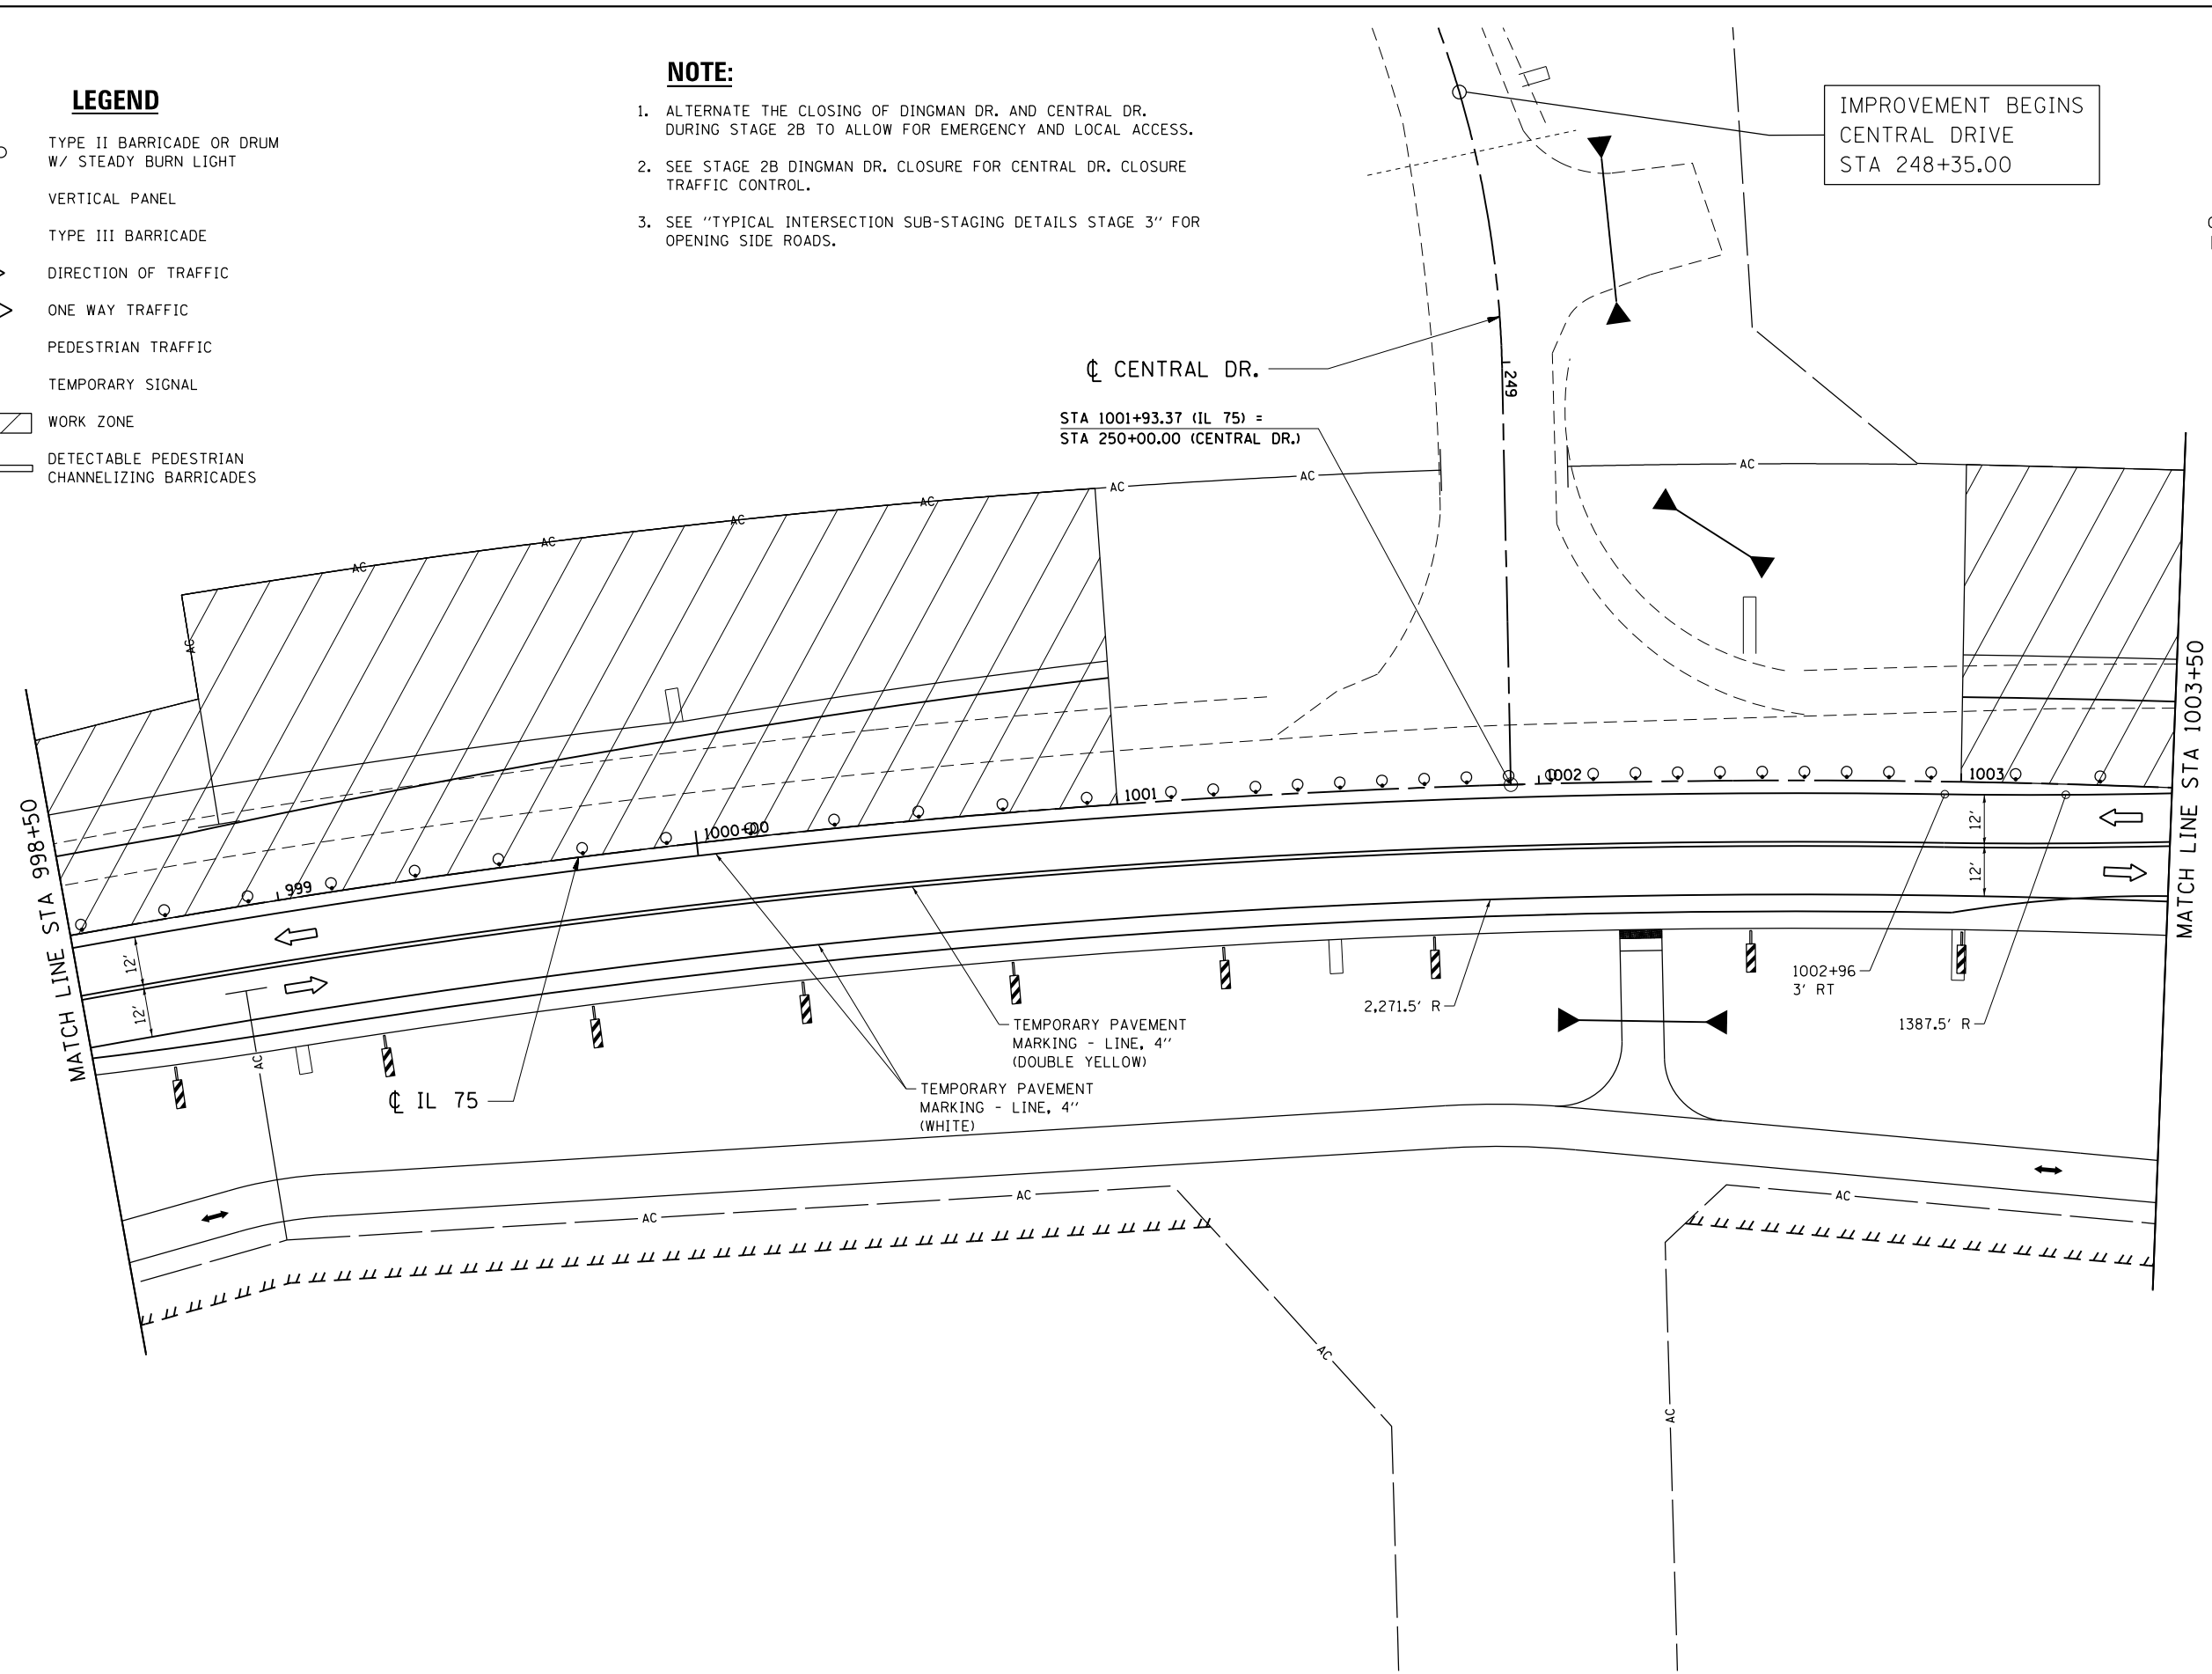 LEGEND
TYPE II BARRICADE OR DRUM
W/ STEADY BURN LIGHT
VERTICAL PANEL
TYPE III BARRICADE
DIRECTION OF TRAFFIC
ONE WAY TRAFFIC
PEDESTRIAN TRAFFIC
TEMPORARY SIGNAL
WORK ZONE
DETECTABLE PEDESTRIAN
CHANNELIZING BARRICADES
NOTE:
1. ALTERNATE THE CLOSING OF DINGMAN DR. AND CENTRAL DR.
DURING STAGE 2B TO ALLOW FOR EMERGENCY AND LOCAL ACCESS.
2. SEE STAGE 2B DINGMAN DR. CLOSURE FOR CENTRAL DR. CLOSURE
TRAFFIC CONTROL.
3. SEE "TYPICAL INTERSECTION SUB-STAGING DETAILS STAGE 3" FOR
OPENING SIDE ROADS.
IMPROVEMENT BEGINS
CENTRAL DRIVE
STA 248+35.00
℄ CENTRAL DR.
249
STA 1001+93.37 (IL 75) =
STA 250+00.00 (CENTRAL DR.)
AC
AC
AC
AC
AC
AC
AC
AC
AC
MATCH LINE STA 998+50
MATCH LINE STA 1003+50
999
1000+00
1001
1002
1003
12'
12'
12'
12'
AC
℄ IL 75
TEMPORARY PAVEMENT
MARKING - LINE, 4"
(DOUBLE YELLOW)
TEMPORARY PAVEMENT
MARKING - LINE, 4"
(WHITE)
2,271.5' R
1002+96
3' RT
1387.5' R
AC
AC
AC
AC
AC